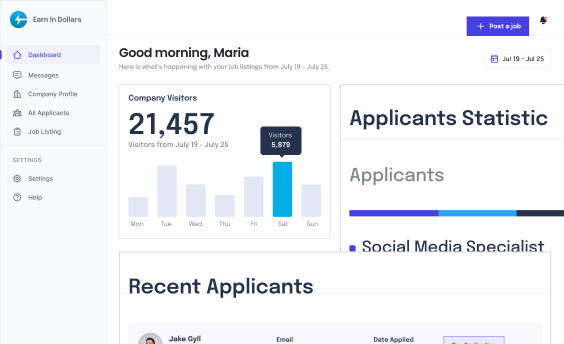 Earn In Dollars
Post a job
Dashboard
Messages
Company Profile
All Applicants
Job Listing
SETTINGS
Settings
Help
Good morning, Maria
Here is what's happening with your job listings from July 19 - July 25.
Jul 19 - Jul 25
Company Visitors
21,457
Visitors from July 19 - July 25
Visitors
5,879
Mon Tue Wed Thu Fri Sat Sun
Applicants Statistic
Applicants
Social Media Specialist
Recent Applicants
Jake Gyll
Email
Date Applied